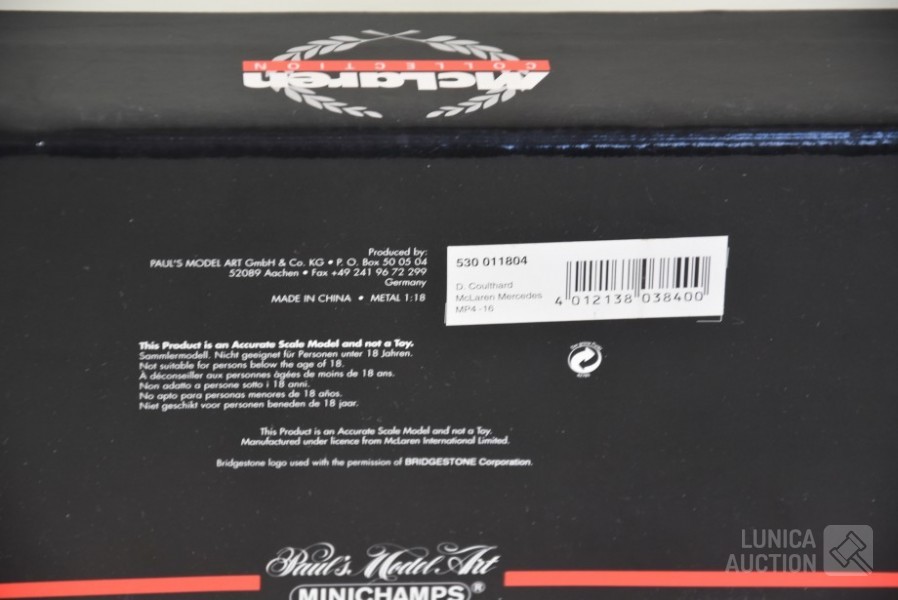 McLaren
COLLECTION
Produced by:
PAUL'S MODEL ART GmbH & Co. KG • P. O. Box 50 05 04
52089 Aachen • Fax +49 241 96 72 299
Germany
MADE IN CHINA • METAL 1:18
530 011804
D. Coulthard
McLaren Mercedes
MP4-16
4 012138 038400
This Product is an Accurate Scale Model and not a Toy.
Sammlermodell. Nicht geeignet für Personen unter 18 Jahren.
Not suitable for persons below the age of 18.
À déconseiller aux personnes âgées de moins de 18 ans.
Non adatto a persone sotto i 18 anni.
No apto para personas menores de 18 años.
Niet geschikt voor personen beneden de 18 jaar.
This Product is an Accurate Scale Model and not a Toy.
Manufactured under licence from McLaren International Limited.
Bridgestone logo used with the permission of BRIDGESTONE Corporation.
Paul's Model Art
MINICHAMPS®
LUNICA
AUCTION